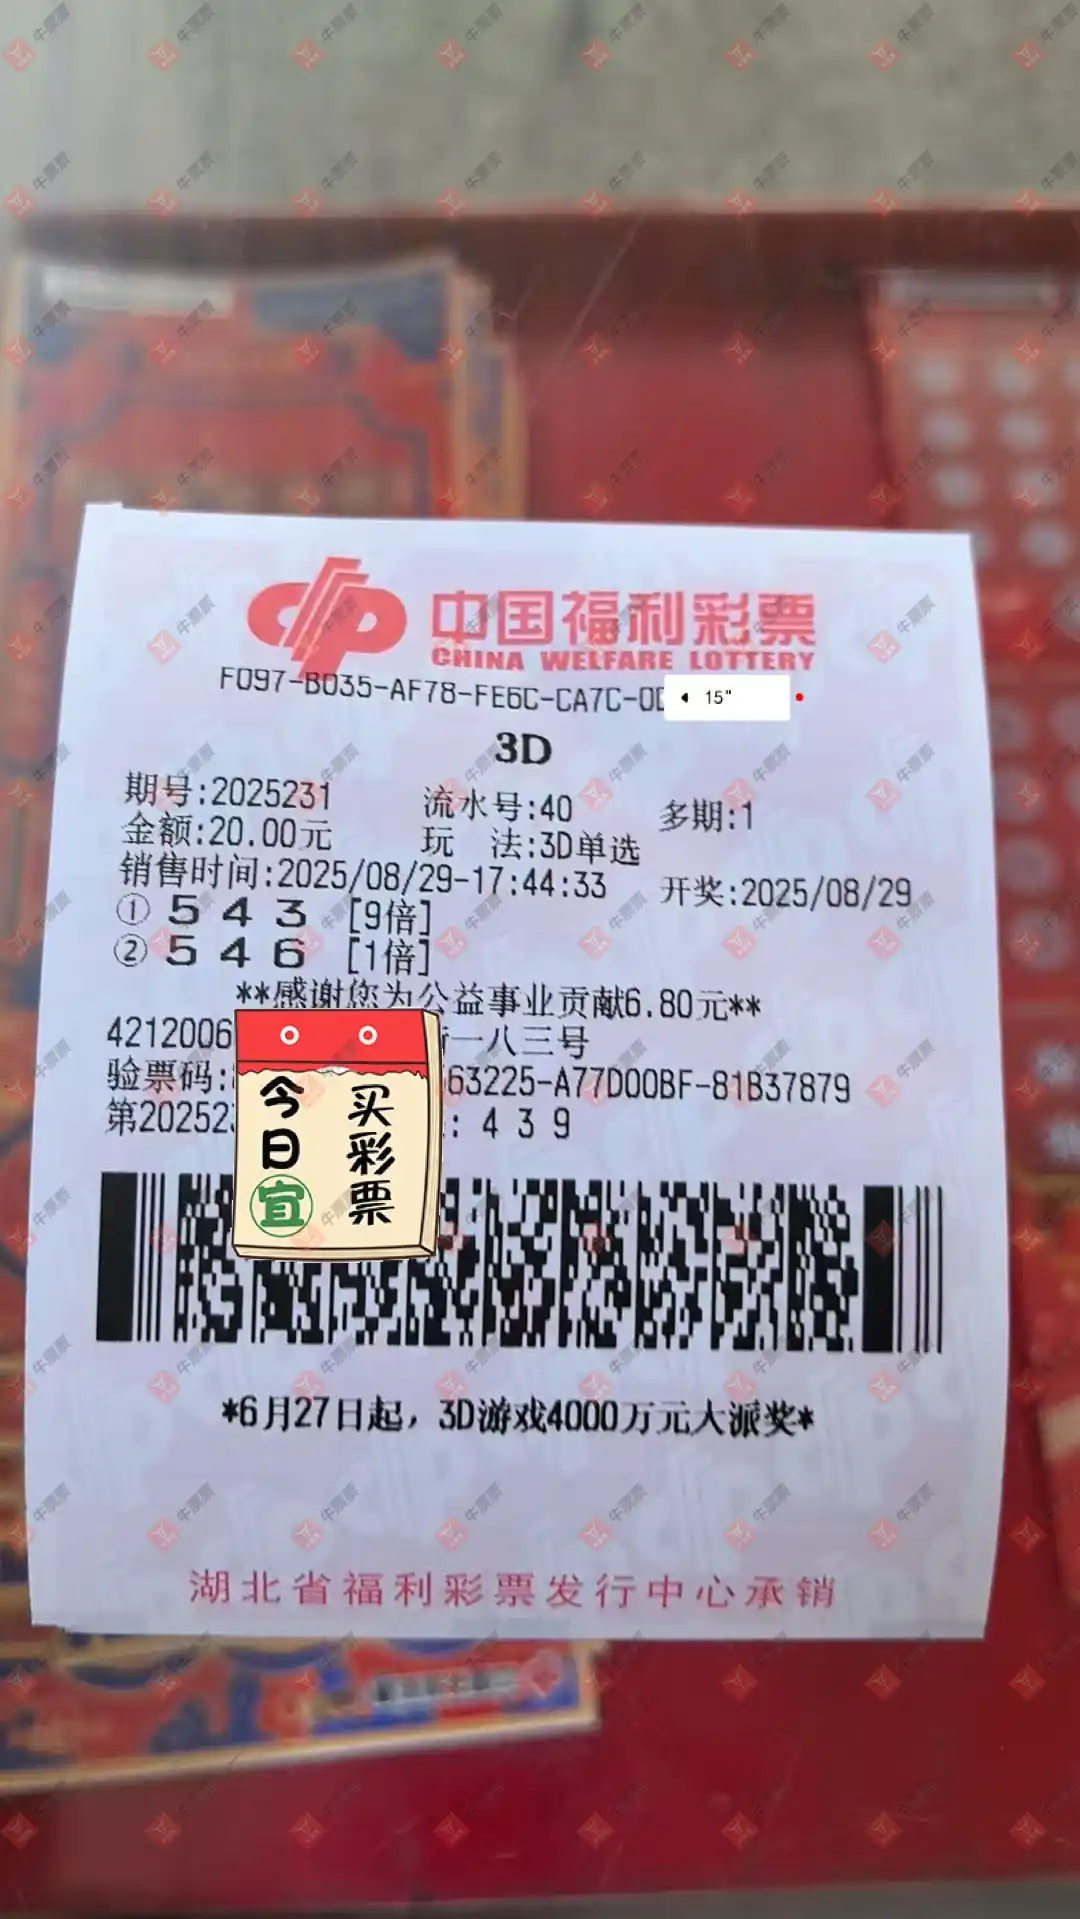 中国福利彩票
CHINA WELFARE LOTTERY
F097-B035-AF78-FE6C-CA7C-0
15"
3D
期号:2025231 流水号:40 多期:1
金额:20.00元 玩 法:3D单选
销售时间:2025/08/29-17:44:33 开奖:2025/08/29
① 5 4 3 [9倍]
② 5 4 6 [1倍]
**感谢您为公益事业贡献6.80元**
4212006 一八三号
验票码: 63225-A77D00BF-81B37879
第20252 : 4 3 9
今日宜
买彩票
*6月27日起，3D游戏4000万元大派奖*
湖北省福利彩票发行中心承销
牛票票